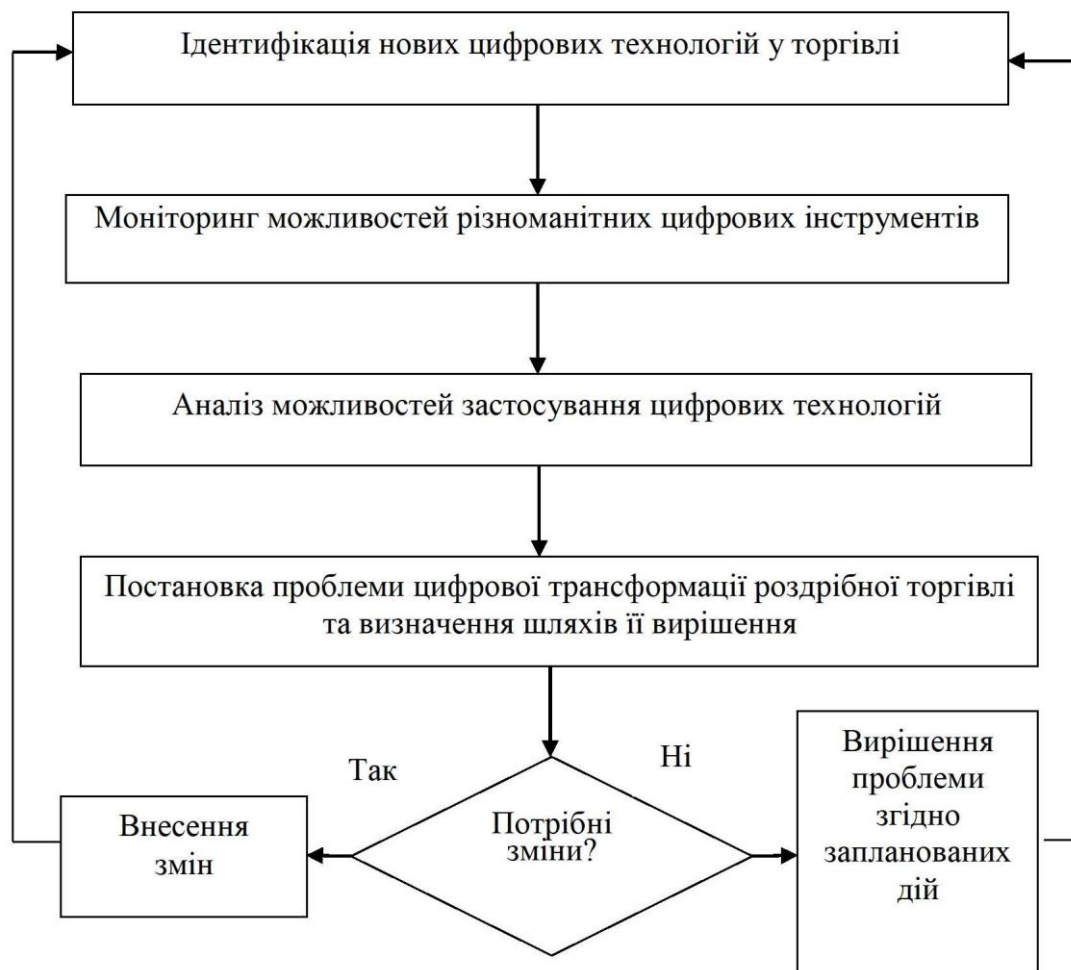 Ідентифікація нових цифрових технологій у торгівлі
Моніторинг можливостей різноманітних цифрових інструментів
Аналіз можливостей застосування цифрових технологій
Постановка проблеми цифрової трансформації роздрібної торгівлі
та визначення шляхів її вирішення
Так
Ні
Внесення
змін
Потрібні
зміни?
Вирішення
проблеми
згідно
запланованих
дій